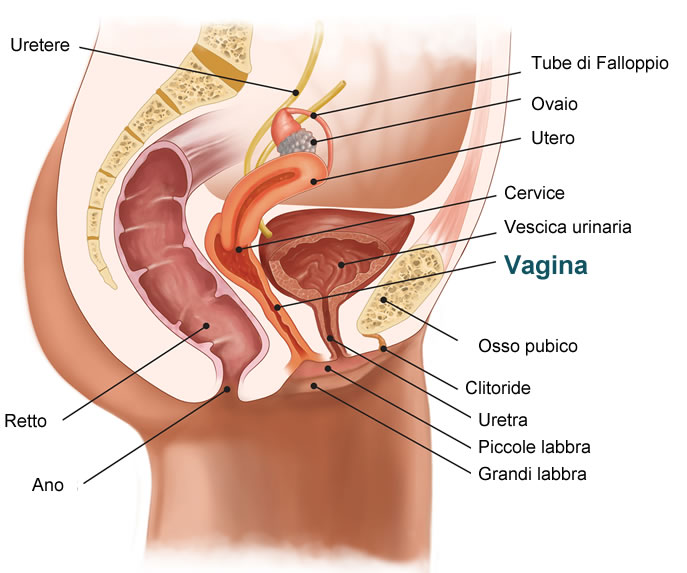 Uretere
Tube di Falloppio
Ovaio
Utero
Cervice
Vescica urinaria
Vagina
Osso pubico
Clitoride
Uretra
Piccole labbra
Grandi labbra
Retto
Ano